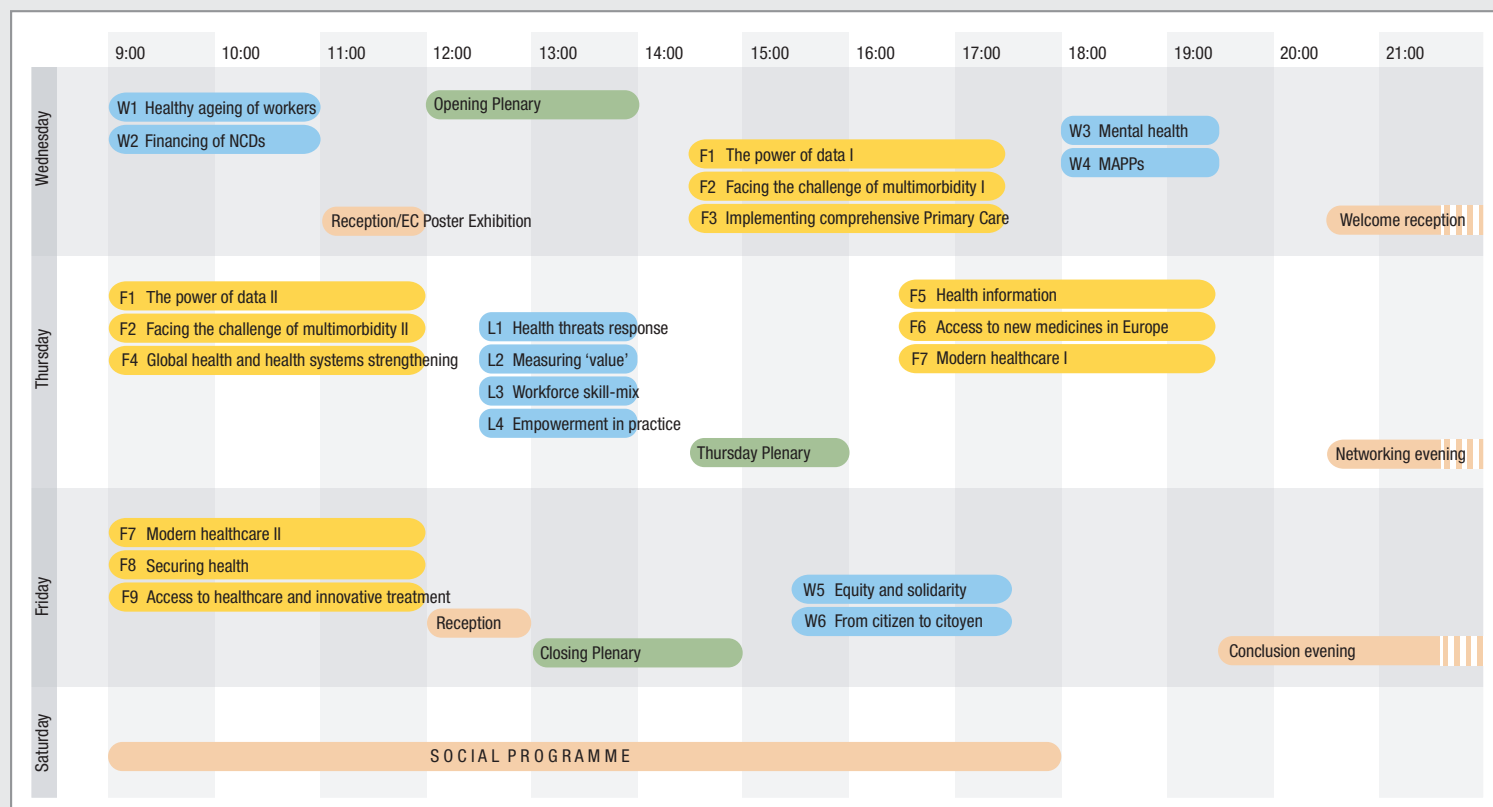 9:00 10:00 11:00 12:00 13:00 14:00 15:00 16:00 17:00 18:00 19:00 20:00 21:00
Wednesday
W1 Healthy ageing of workers
Opening Plenary
W2 Financing of NCDs
W3 Mental health
F1 The power of data I
W4 MAPPs
F2 Facing the challenge of multimorbidity I
F3 Implementing comprehensive Primary Care
Reception/EC Poster Exhibition
Welcome reception
Thursday
F1 The power of data II
F5 Health information
F2 Facing the challenge of multimorbidity II
L1 Health threats response
F6 Access to new medicines in Europe
F4 Global health and health systems strengthening
L2 Measuring ‘value’
F7 Modern healthcare I
L3 Workforce skill-mix
L4 Empowerment in practice
Thursday Plenary
Networking evening
Friday
F7 Modern healthcare II
F8 Securing health
F9 Access to healthcare and innovative treatment
W5 Equity and solidarity
Reception
W6 From citizen to citoyen
Closing Plenary
Conclusion evening
Saturday
SOCIAL PROGRAMME